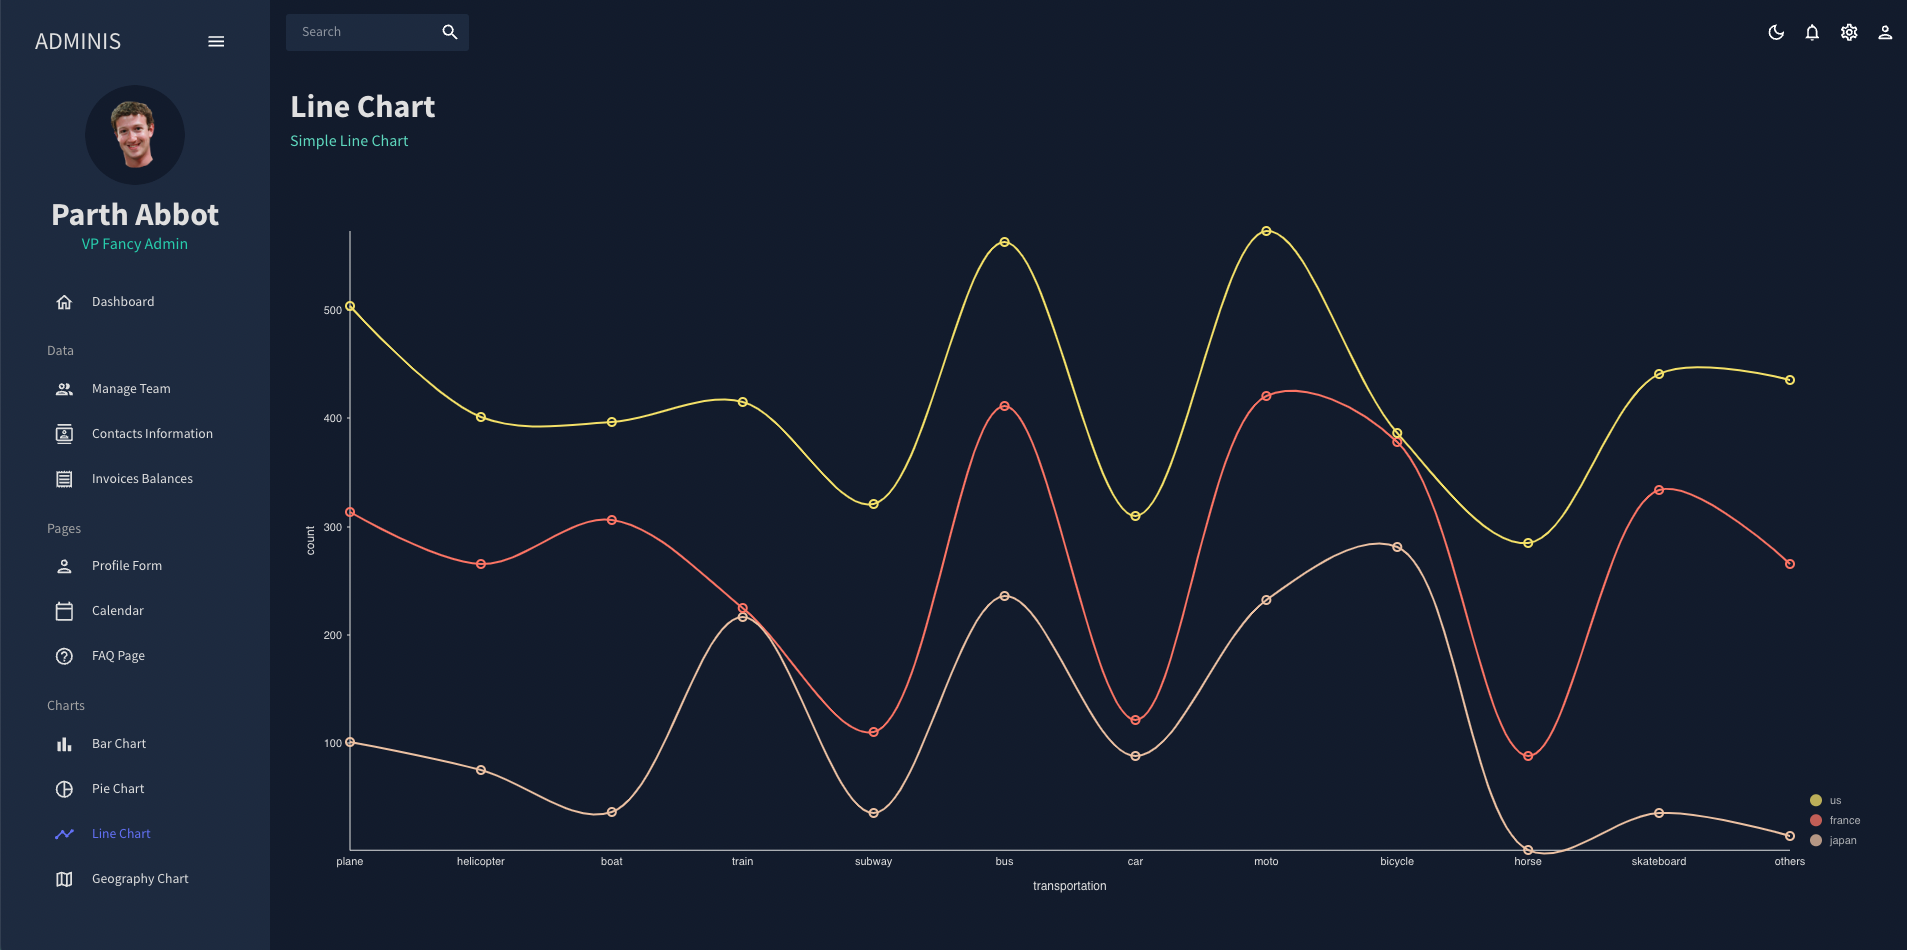 ADMINIS
Parth Abbot
VP Fancy Admin
Dashboard
Data
Manage Team
Contacts Information
Invoices Balances
Pages
Profile Form
Calendar
FAQ Page
Charts
Bar Chart
Pie Chart
Line Chart
Geography Chart
Search
Line Chart
Simple Line Chart
500
400
300
200
100
count
plane helicopter boat train subway bus car moto bicycle horse skateboard others
transportation
us
france
japan